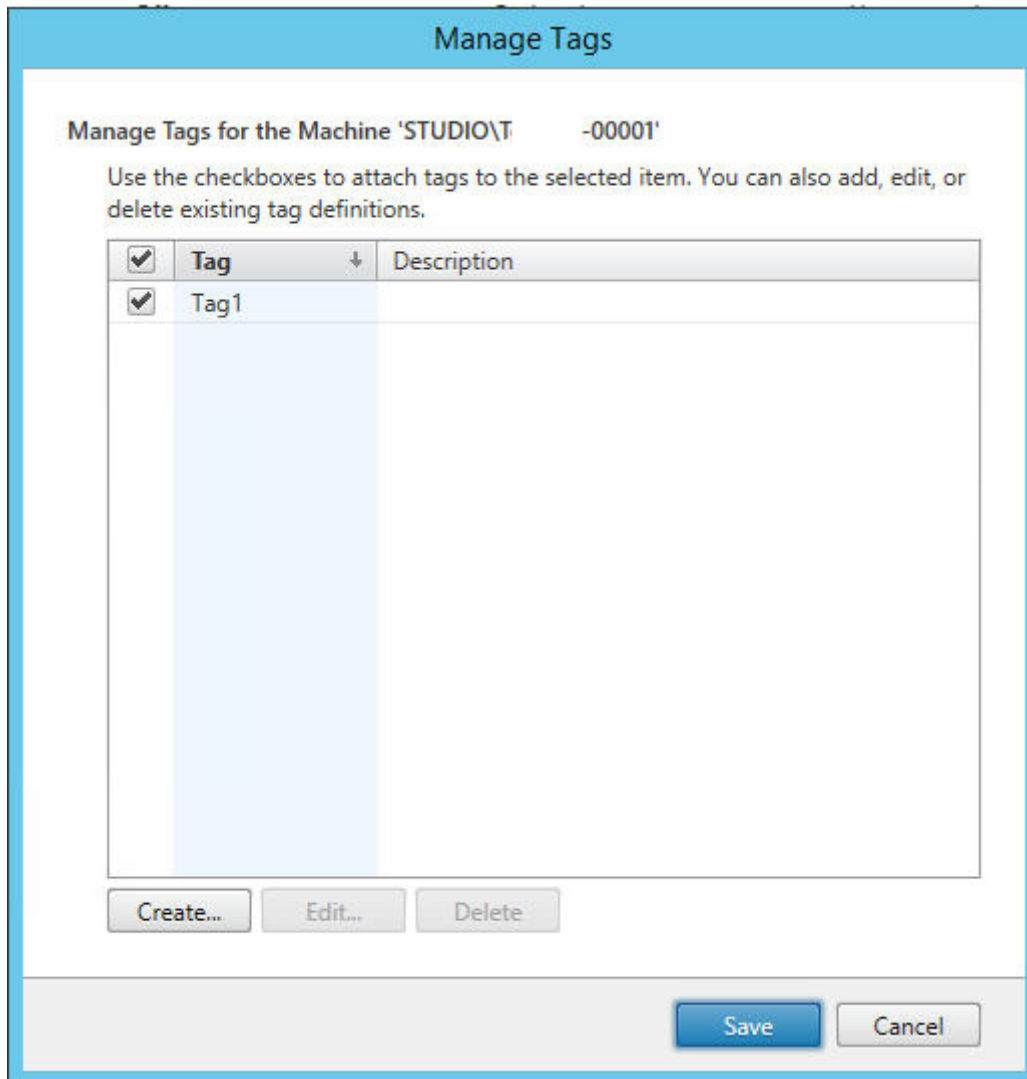 Manage Tags
Manage Tags for the Machine 'STUDIO\T -00001'
Use the checkboxes to attach tags to the selected item. You can also add, edit, or
delete existing tag definitions.
Tag Description
Tag1
Create... Edit... Delete
Save Cancel